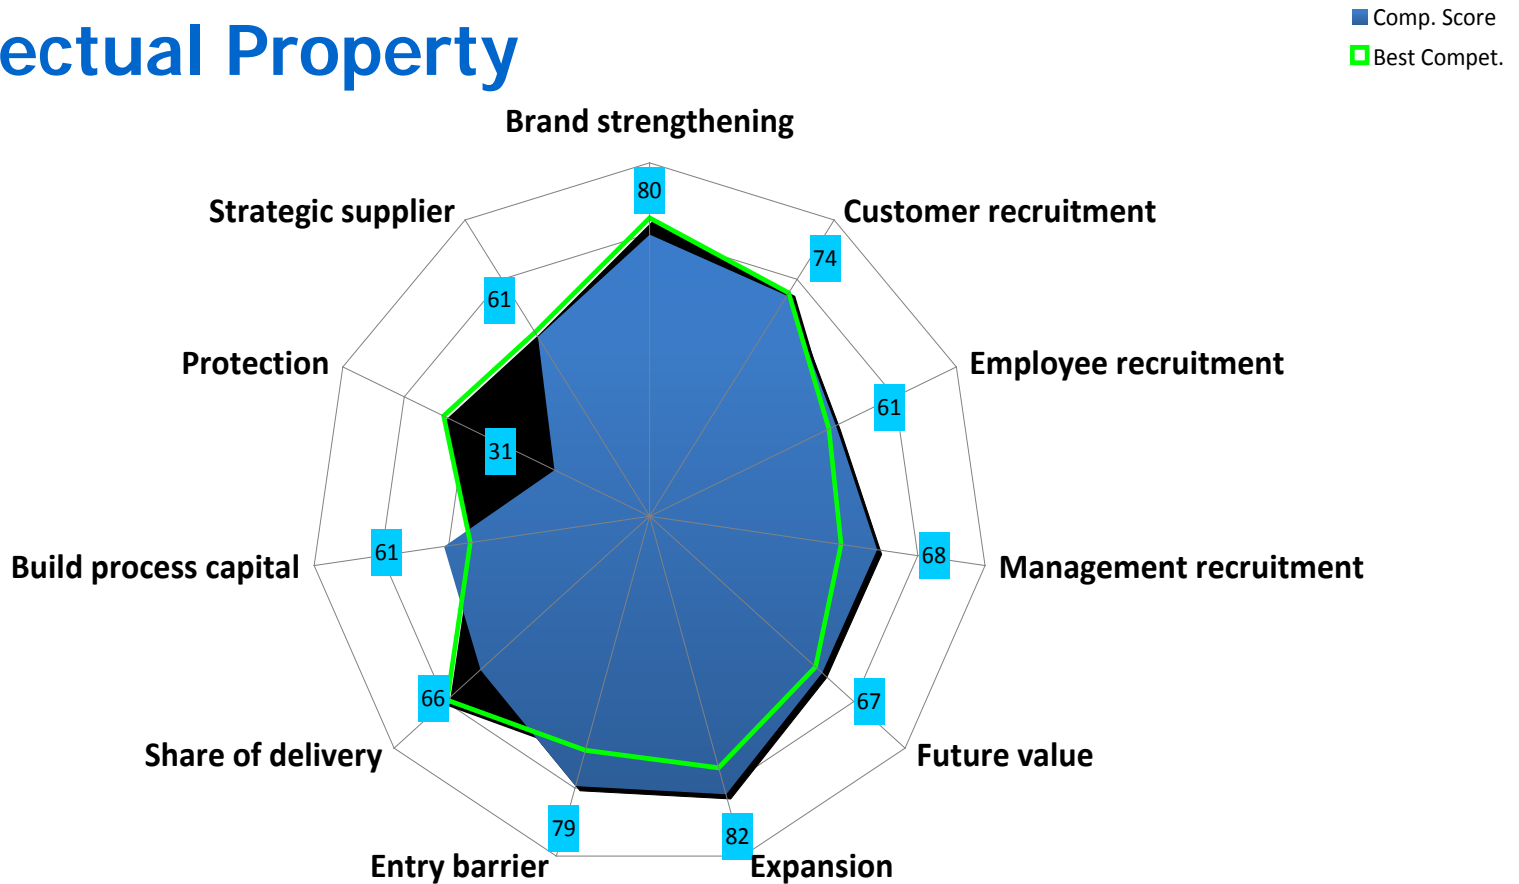 ectual Property
Comp. Score
Best Compet.
Brand strengthening
80
Strategic supplier
Customer recruitment
74
61
Protection
Employee recruitment
61
31
Build process capital
61
68
Management recruitment
66
67
Share of delivery
Future value
79
82
Entry barrier
Expansion